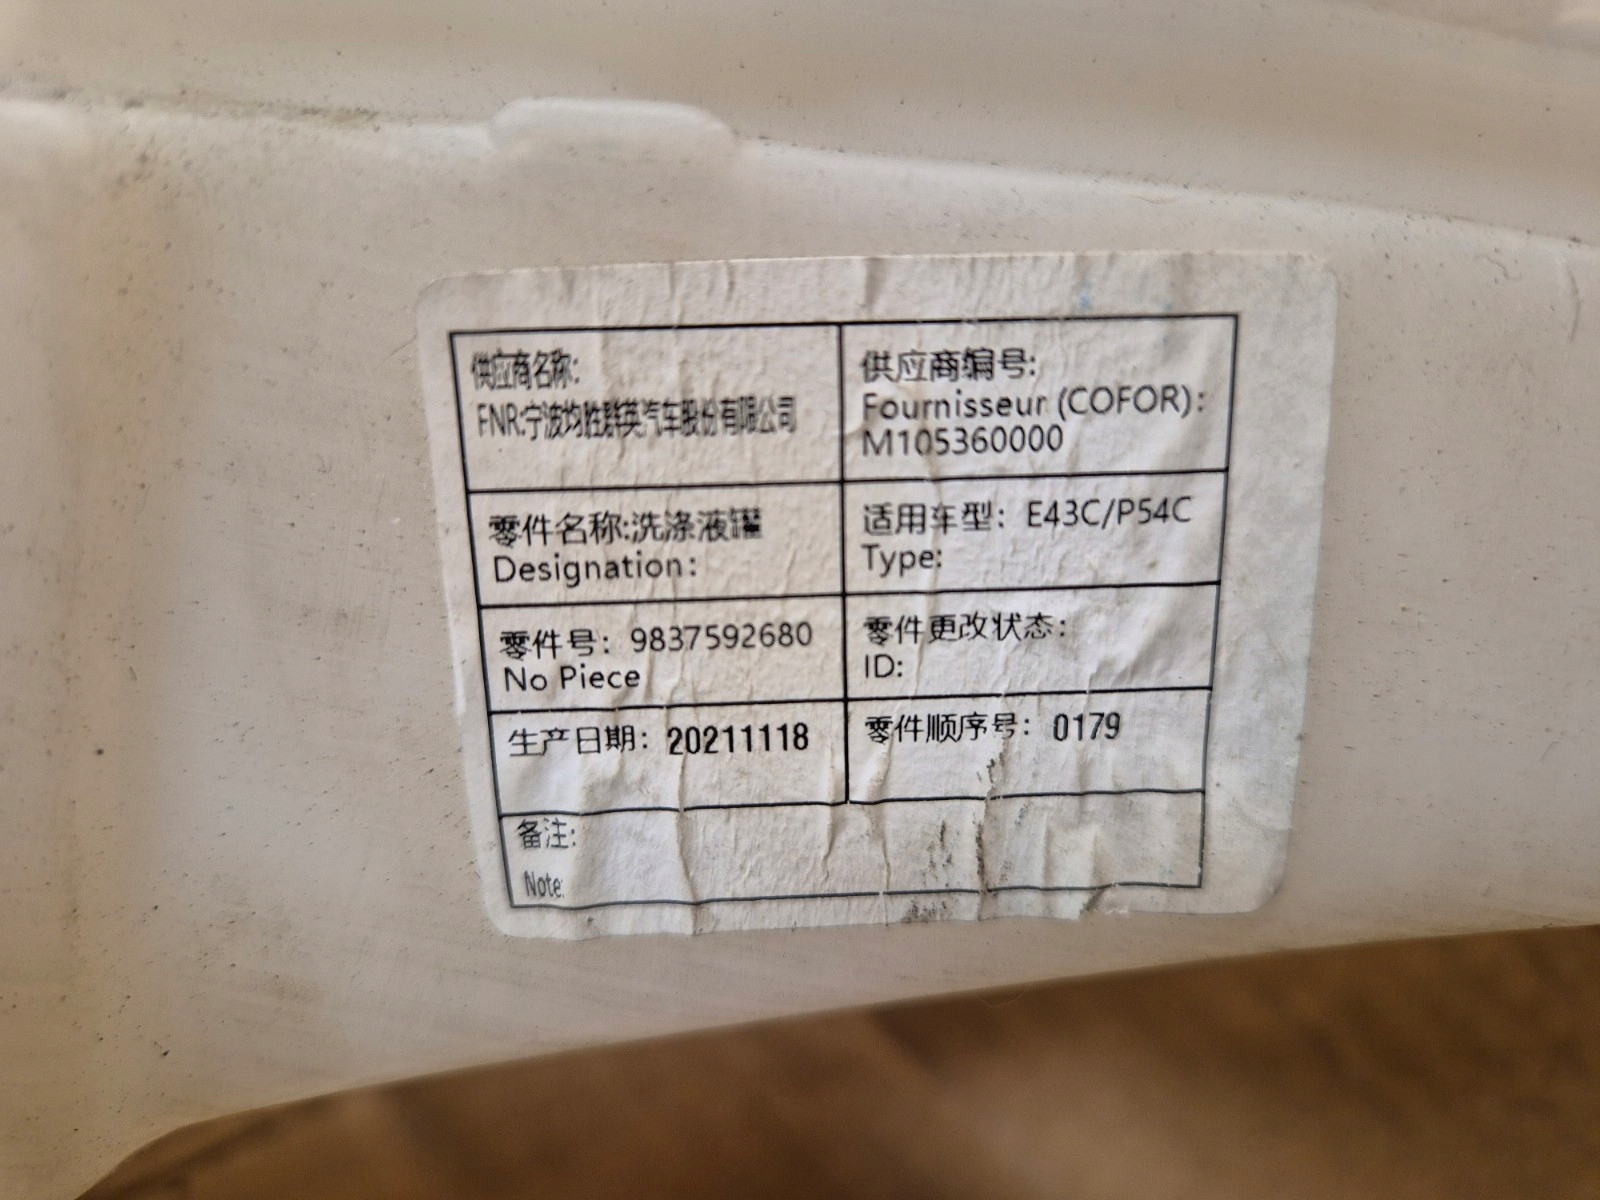 供应商名称:
FNR:宁波均胜群英汽车股份有限公司
供应商编号:
Fournisseur (COFOR):
M105360000
零件名称:洗涤液罐
Designation:
适用车型: E43C/P54C
Type:
零件号: 9837592680
No Piece
零件更改状态:
ID:
生产日期: 20211118
零件顺序号: 0179
备注:
Note: